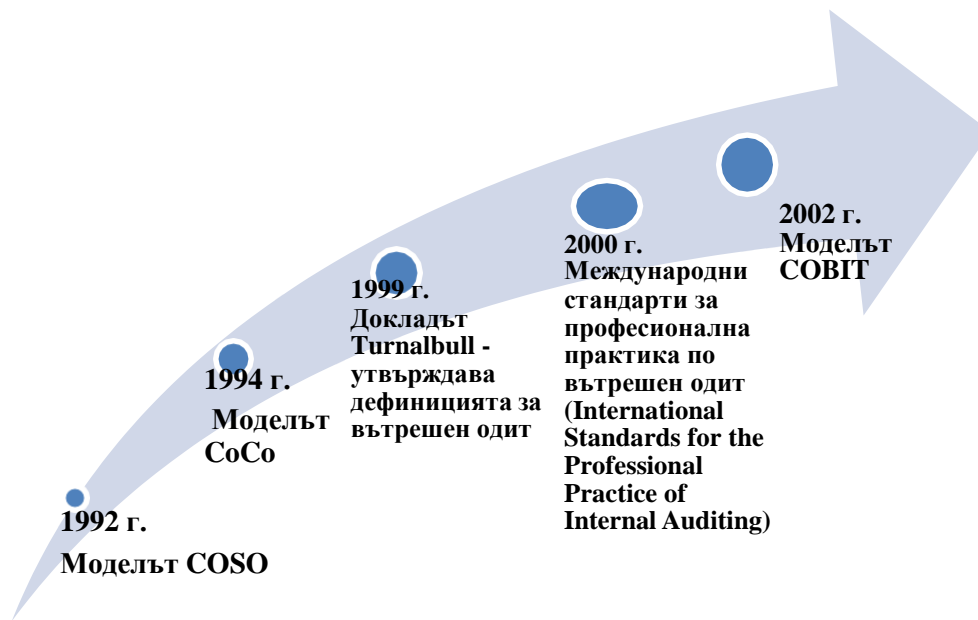 1992 г.
Моделът COSO
1994 г.
Моделът
CoCo
1999 г.
Докладът
Turnalbull -
утвърждава
дефиницията за
вътрешен одит
2000 г.
Международни
стандарти за
професионална
практика по
вътрешен одит
(International
Standards for the
Professional
Practice of
Internal Auditing)
2002 г.
Моделът
COBIT